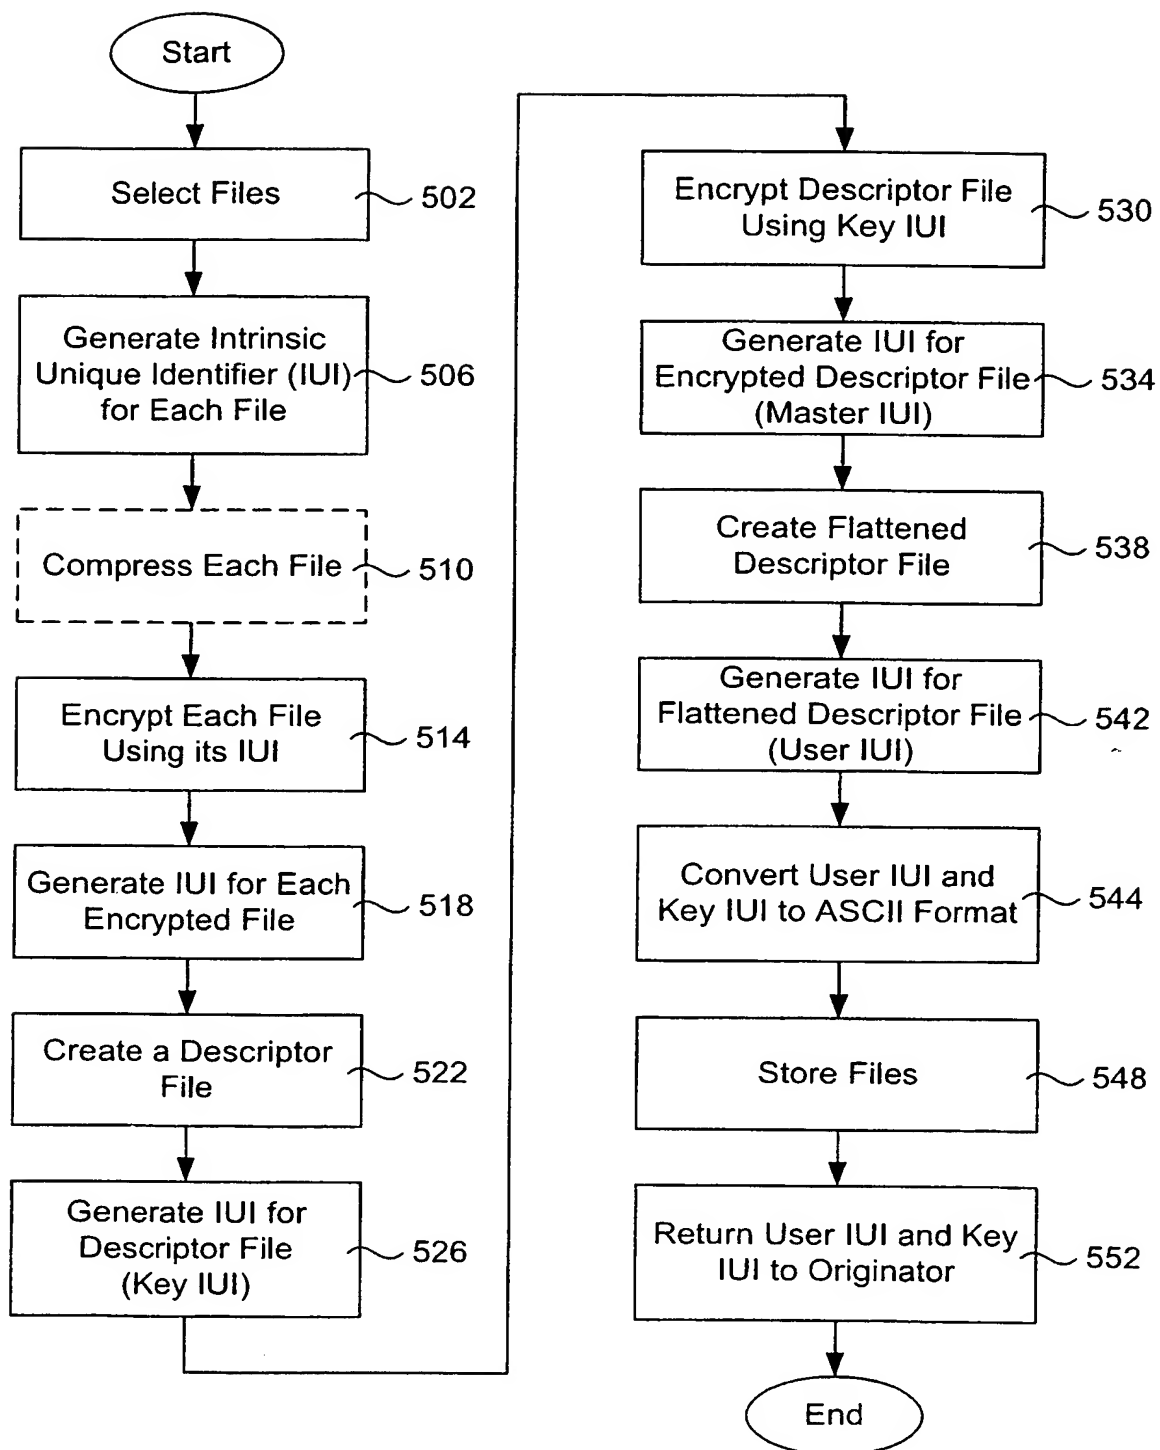 Start
Select Files
502
Generate Intrinsic
Unique Identifier (IUI)
for Each File
506
Compress Each File
510
Encrypt Each File
Using its IUI
514
Generate IUI for Each
Encrypted File
518
Create a Descriptor
File
522
Generate IUI for
Descriptor File
(Key IUI)
526
Encrypt Descriptor File
Using Key IUI
530
Generate IUI for
Encrypted Descriptor File
(Master IUI)
534
Create Flattened
Descriptor File
538
Generate IUI for
Flattened Descriptor File
(User IUI)
542
Convert User IUI and
Key IUI to ASCII Format
544
Store Files
548
Return User IUI and Key
IUI to Originator
552
End